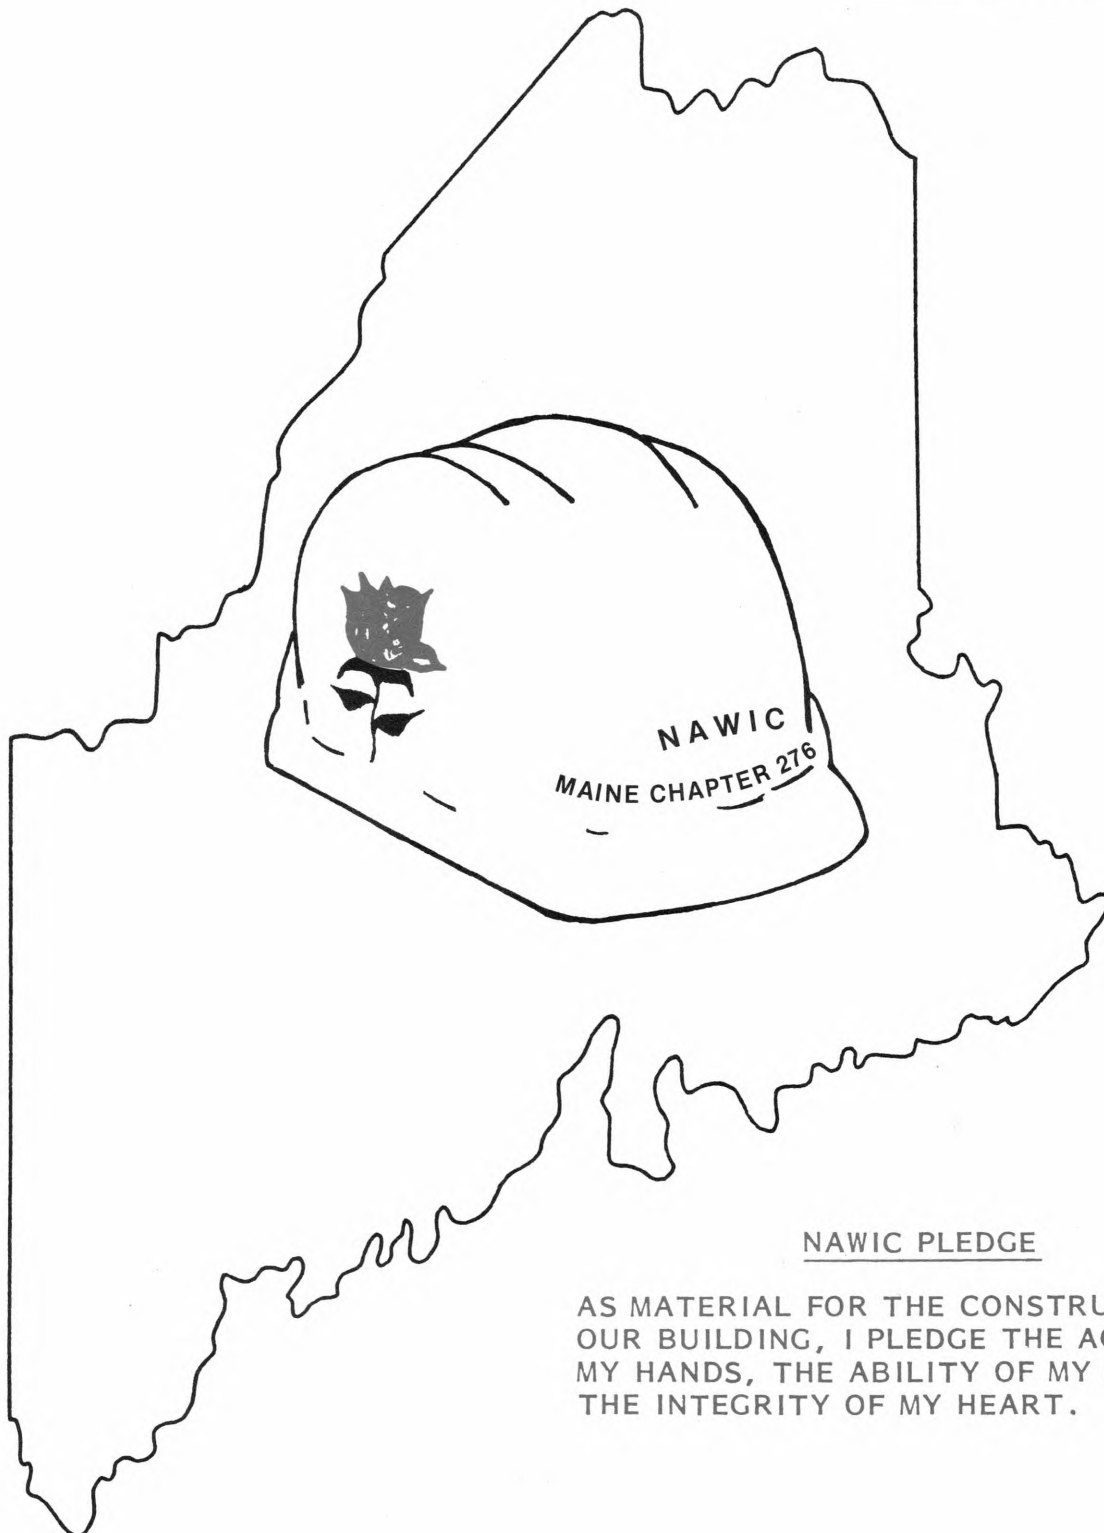 NAWIC
MAINE CHAPTER 276
NAWIC PLEDGE
AS MATERIAL FOR THE CONSTRU
OUR BUILDING, I PLEDGE THE
MY HANDS, THE ABILITY OF MY
THE INTEGRITY OF MY HEART.